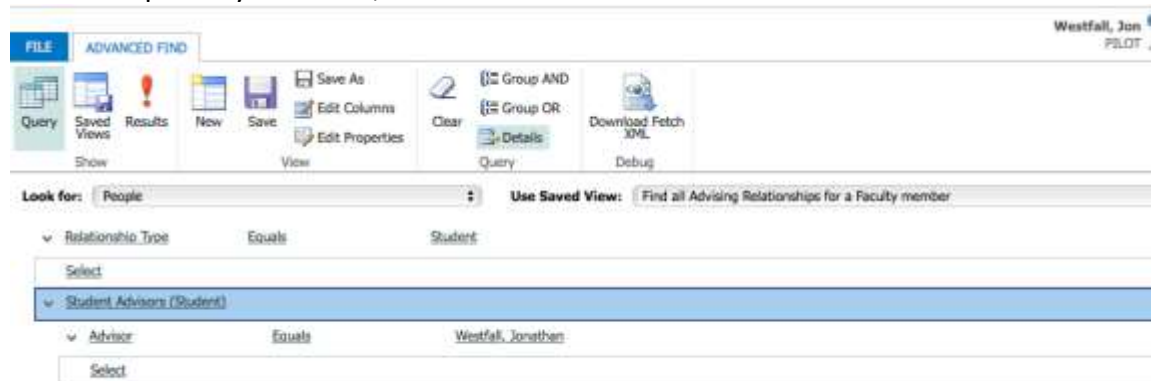 Westfall, Jon
PILOT
FILE ADVANCED FIND
Query
Saved Views
Results
Show
New
Save
Save As
Edit Columns
Edit Properties
View
Clear
Group AND
Group OR
Details
Query
Download Fetch XML
Debug
Look for: People Use Saved View: Find all Advising Relationships for a Faculty member
Relationship Type Equals Student
Select
Student Advisors (Student)
Advisor Equals Westfall, Jonathan
Select